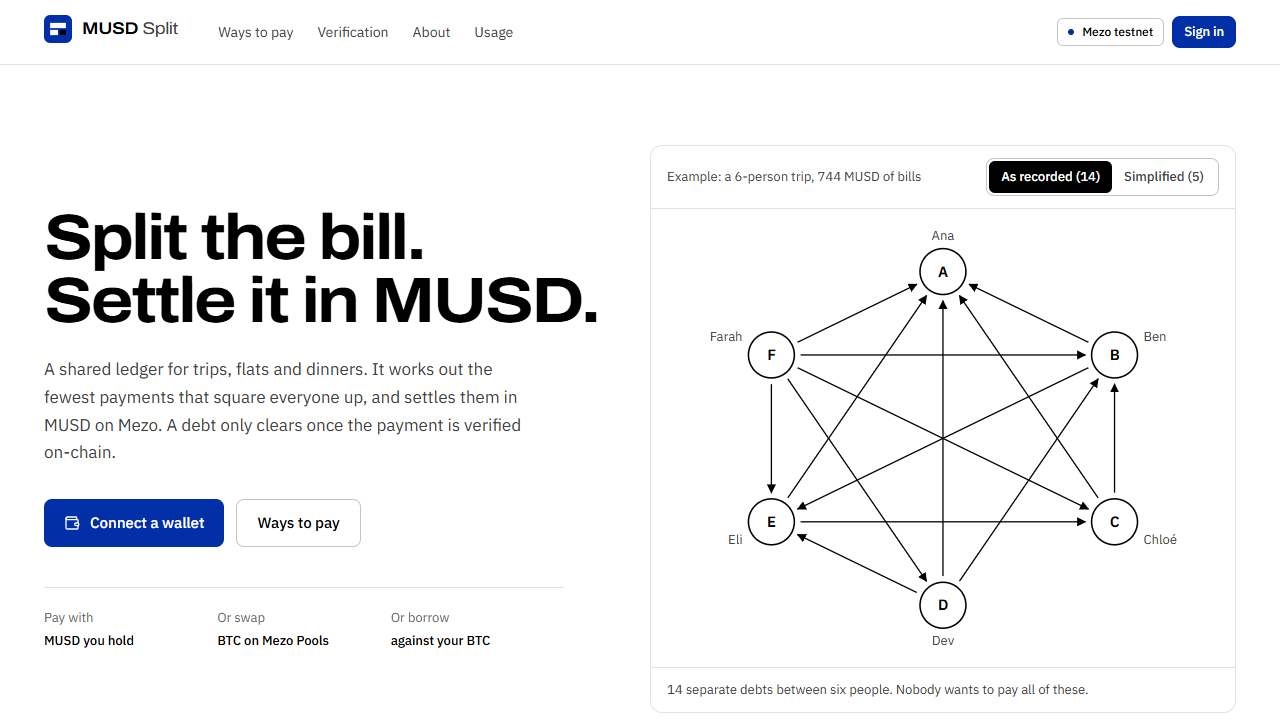 MUSD Split
Ways to pay
Verification
About
Usage
Mezo testnet
Sign in
Split the bill.
Settle it in MUSD.
A shared ledger for trips, flats and dinners. It works out the
fewest payments that square everyone up, and settles them in
MUSD on Mezo. A debt only clears once the payment is verified
on-chain.
Connect a wallet
Ways to pay
Pay with
MUSD you hold
Or swap
BTC on Mezo Pools
Or borrow
against your BTC
Example: a 6-person trip, 744 MUSD of bills
As recorded (14)
Simplified (5)
Ana
A
Farah
F
B
Ben
E
Eli
C
Chloé
D
Dev
14 separate debts between six people. Nobody wants to pay all of these.